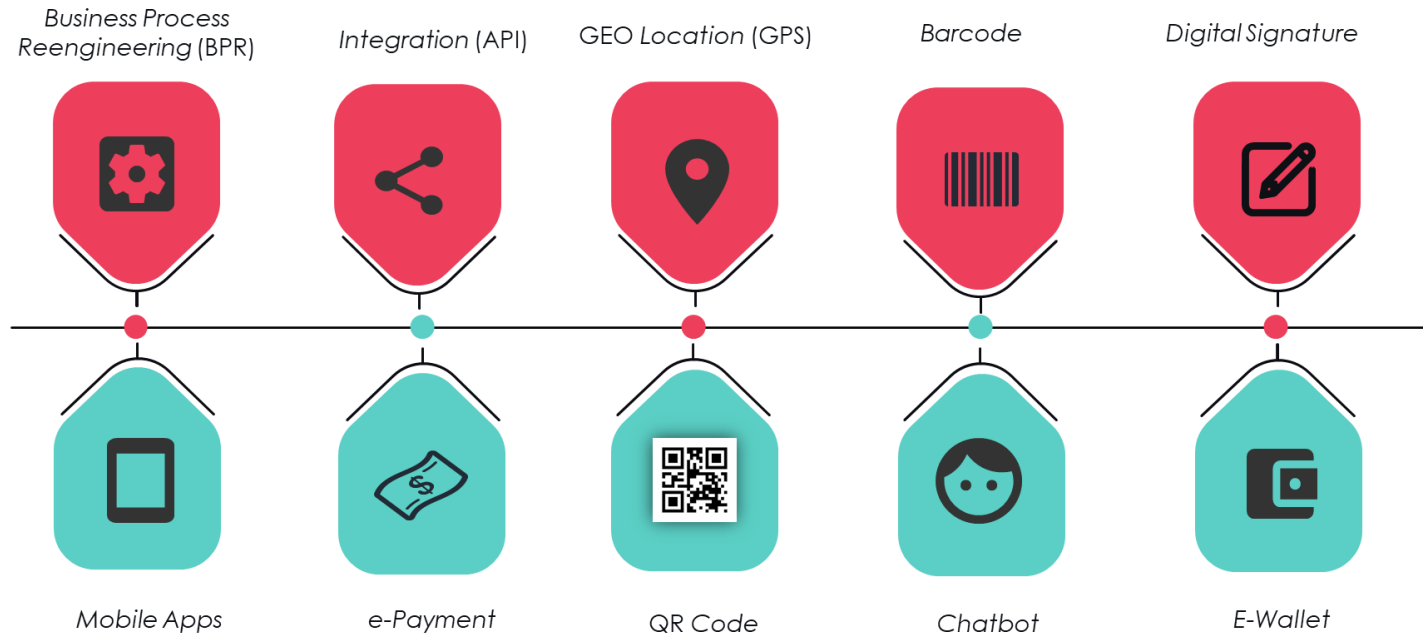 Business Process
Reengineering (BPR)
Integration (API)
GEO Location (GPS)
Barcode
Digital Signature
$
Mobile Apps
e-Payment
QR Code
Chatbot
E-Wallet